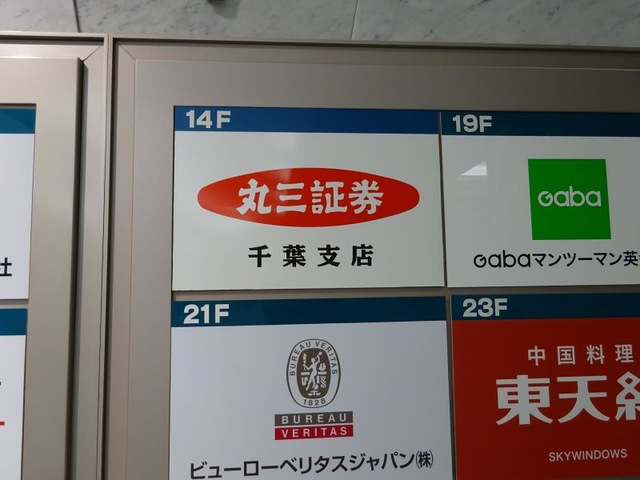 14F
丸三証券
千葉支店
19F
Gaba
Gabaマンツーマン英
社
21F
BUREAU VERITAS
1828
BUREAU
VERITAS
ビューローベリタスジャパン(株)
23F
中国料理
東天
SKYWINDOWS